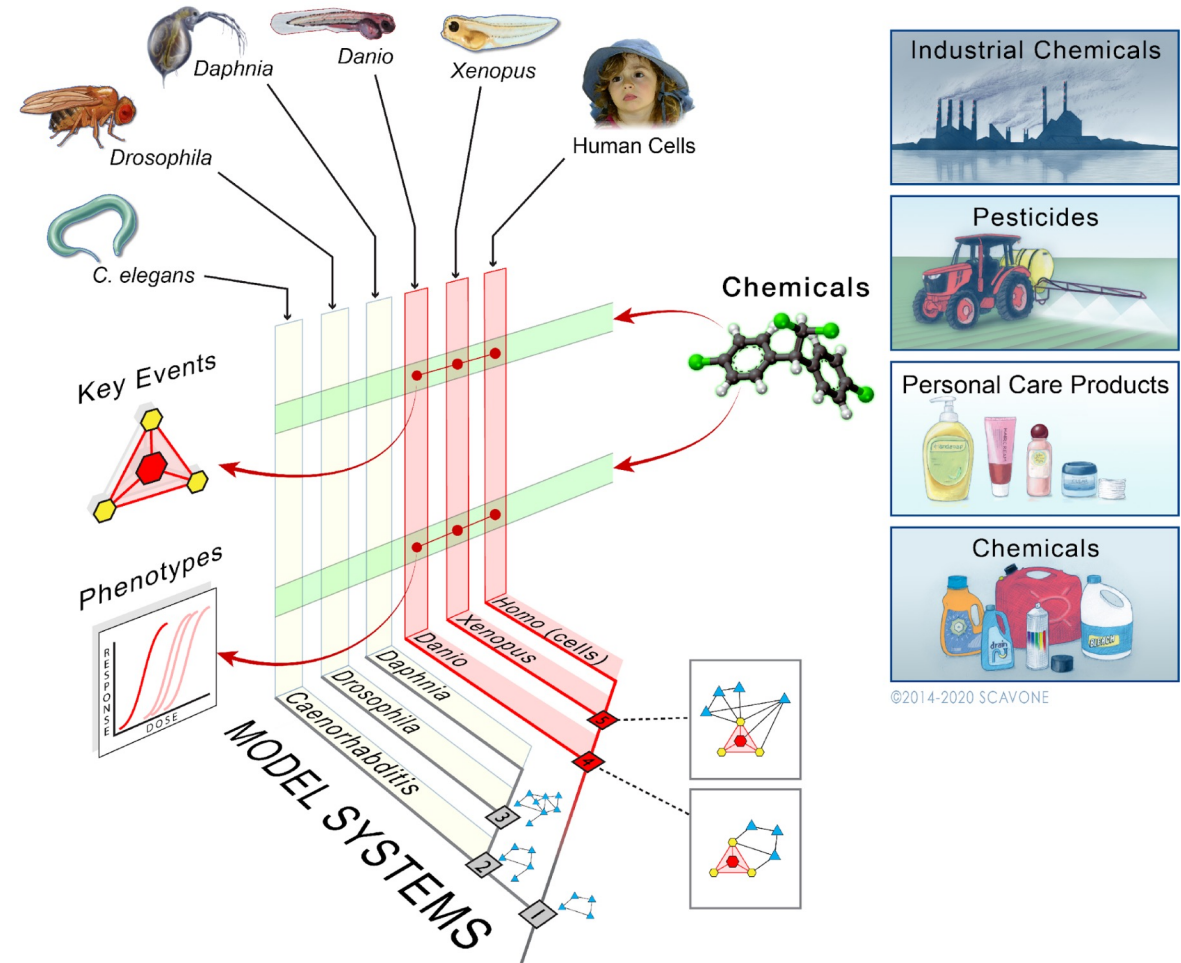 Daphnia
Danio
Xenopus
Human Cells
Drosophila
C. elegans
Industrial Chemicals
Pesticides
Personal Care Products
Chemicals
©2014-2020 SCAVONE
Chemicals
Key Events
Phenotypes
RESPONSE
DOSE
Homo (cells)
Xenopus
Danio
Daphnia
Drosophila
Caenorhabditis
MODEL SYSTEMS
5
4
3
2
1
drain